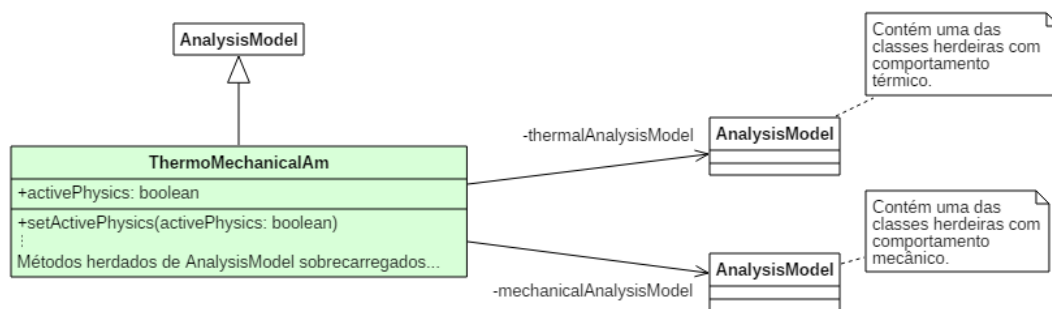 AnalysisModel
Contém uma das
classes herdeiras com
comportamento
térmico.
-thermalAnalysisModel
AnalysisModel
ThermoMechanicalAm
+activePhysics: boolean
+setActivePhysics(activePhysics: boolean)
Métodos herdados de AnalysisModel sobrecarregados...
Contém uma das
classes herdeiras com
comportamento
mecânico.
AnalysisModel
-mechanicalAnalysisModel